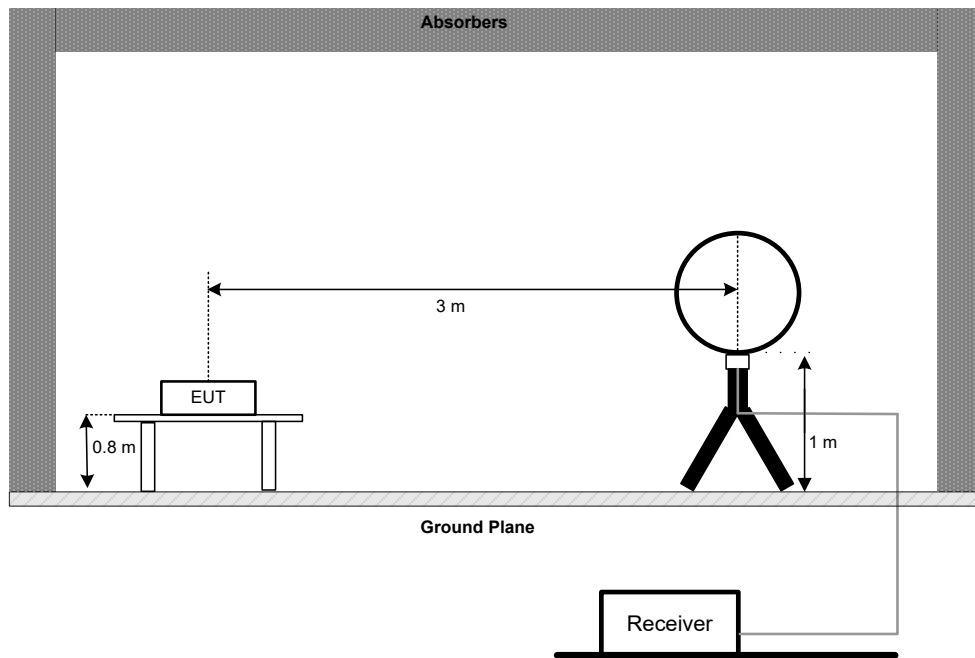 Absorbers
3 m
EUT
0.8 m
1 m
Ground Plane
Receiver